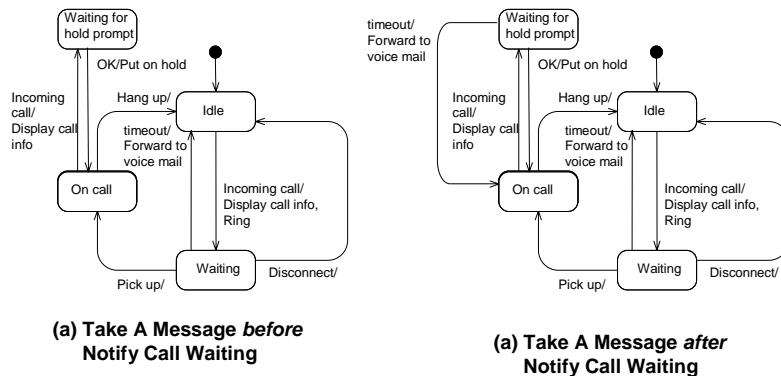 Waiting for
hold prompt
OK/Put on hold
Incoming
call/
Display call
info
Hang up/
Idle
timeout/
Forward to
voice mail
On call
Incoming call/
Display call info,
Ring
Waiting
Pick up/
Disconnect/
(a) Take A Message before
Notify Call Waiting
timeout/
Forward to
voice mail
Waiting for
hold prompt
OK/Put on hold
Incoming
call/
Display call
info
Hang up/
Idle
timeout/
Forward to
voice mail
On call
Incoming call/
Display call info,
Ring
Waiting
Pick up/
Disconnect/
(a) Take A Message after
Notify Call Waiting